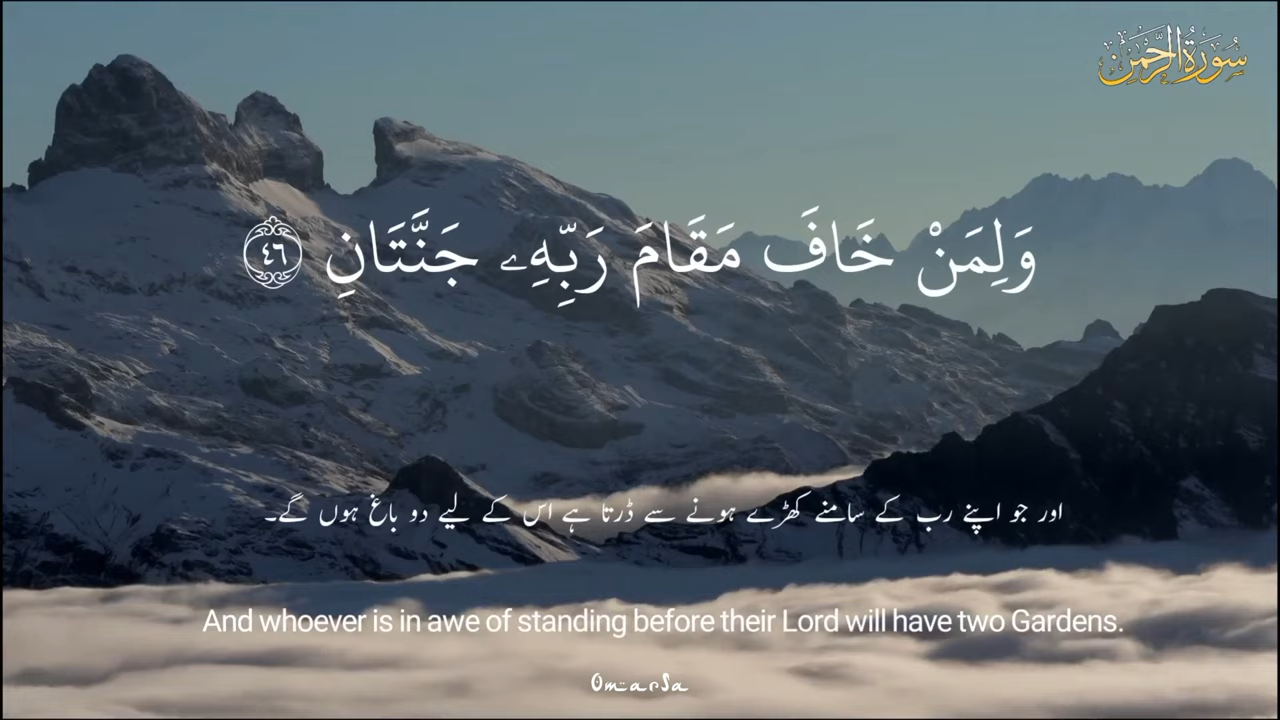 سُورَةُ الرَّحْمَٰن
وَلِمَنْ خَافَ مَقَامَ رَبِّهِۦ جَنَّتَانِ ٤٦
اور جو اپنے رب کے سامنے کھڑے ہونے سے ڈرتا ہے اس کے لیے دو باغ ہوں گے۔
And whoever is in awe of standing before their Lord will have two Gardens.
OmarSa